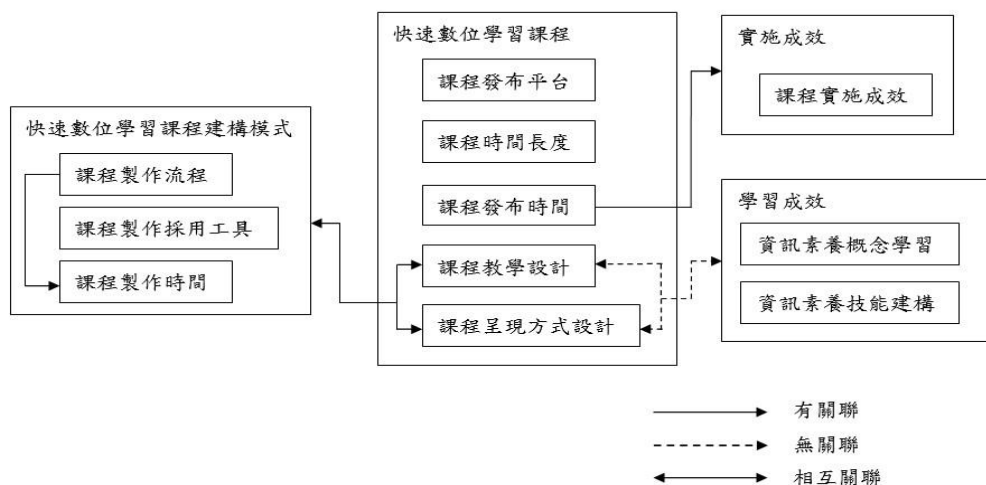 快速數位學習課程建構模式
課程製作流程
課程製作採用工具
課程製作時間
快速數位學習課程
課程發布平台
課程時間長度
課程發布時間
課程教學設計
課程呈現方式設計
實施成效
課程實施成效
學習成效
資訊素養概念學習
資訊素養技能建構
有關聯
無關聯
相互關聯